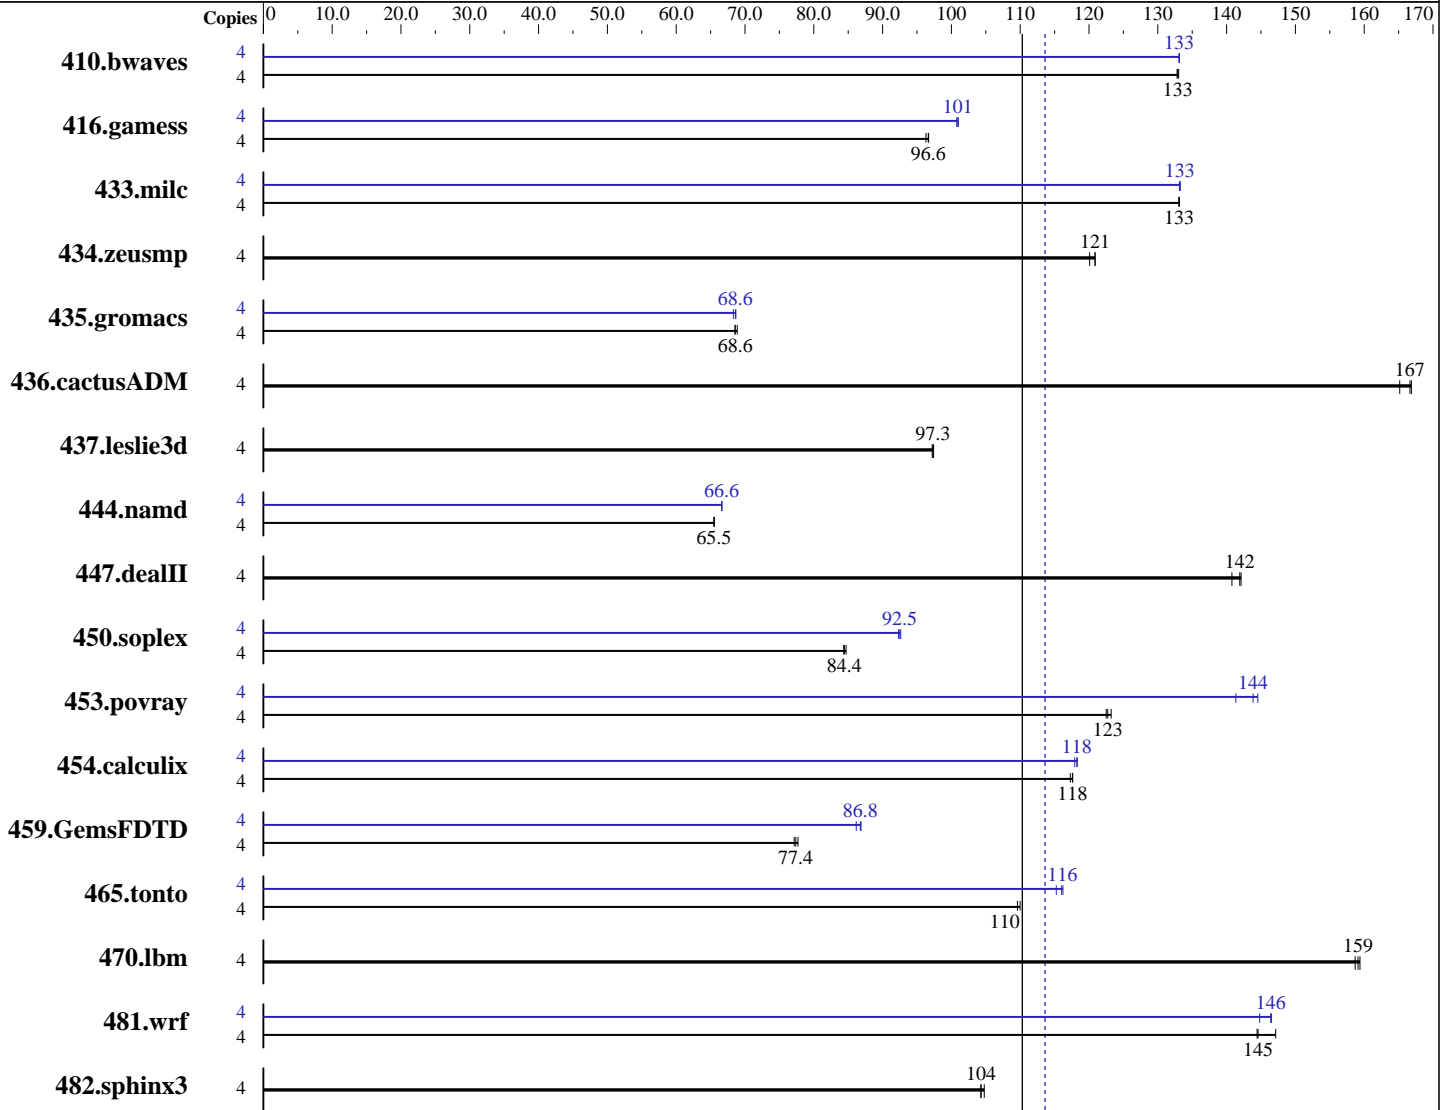 Copies 0 10.0 20.0 30.0 40.0 50.0 60.0 70.0 80.0 90.0 100 110 120 130 140 150 160 170
410.bwaves 4 133
4 133
416.gamess 4 101
4 96.6
433.milc 4 133
4 133
434.zeusmp 4 121
435.gromacs 4 68.6
4 68.6
436.cactusADM 4 167
437.leslie3d 4 97.3
444.namd 4 66.6
4 65.5
447.dealII 4 142
450.soplex 4 92.5
4 84.4
453.povray 4 144
4 123
454.calculix 4 118
4 118
459.GemsFDTD 4 86.8
4 77.4
465.tonto 4 116
4 110
470.lbm 4 159
481.wrf 4 146
4 145
482.sphinx3 4 104